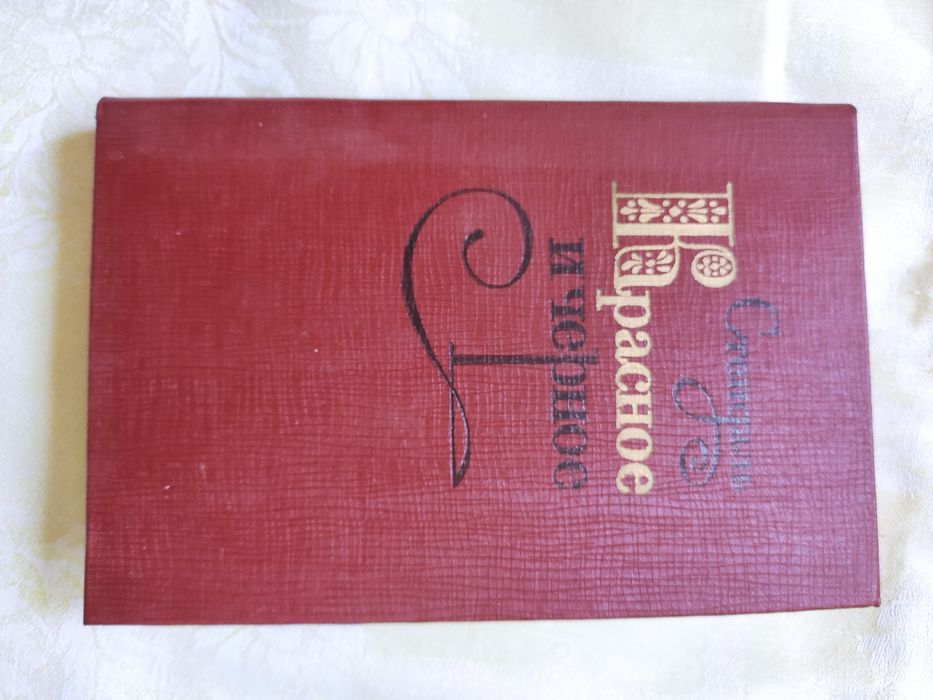 Стендаль
Красное
и черное